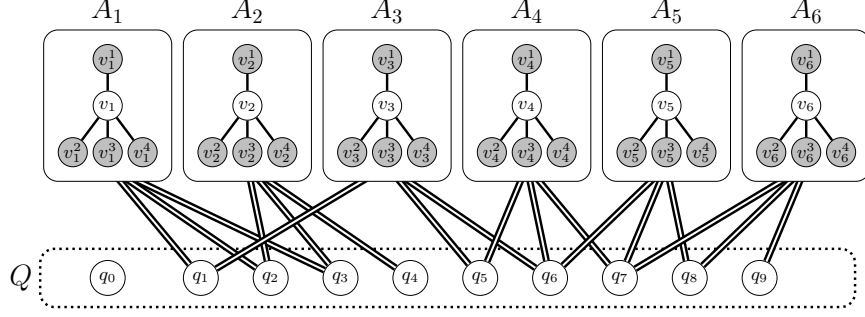 A₁ A₂ A₃ A₄ A₅ A₆
v₁¹ v₂¹ v₃¹ v₄¹ v₅¹ v₆¹
v₁ v₂ v₃ v₄ v₅ v₆
v₁² v₁³ v₁⁴ v₂² v₂³ v₂⁴ v₃² v₃³ v₃⁴ v₄² v₄³ v₄⁴ v₅² v₅³ v₅⁴ v₆² v₆³ v₆⁴
Q q₀ q₁ q₂ q₃ q₄ q₅ q₆ q₇ q₈ q₉